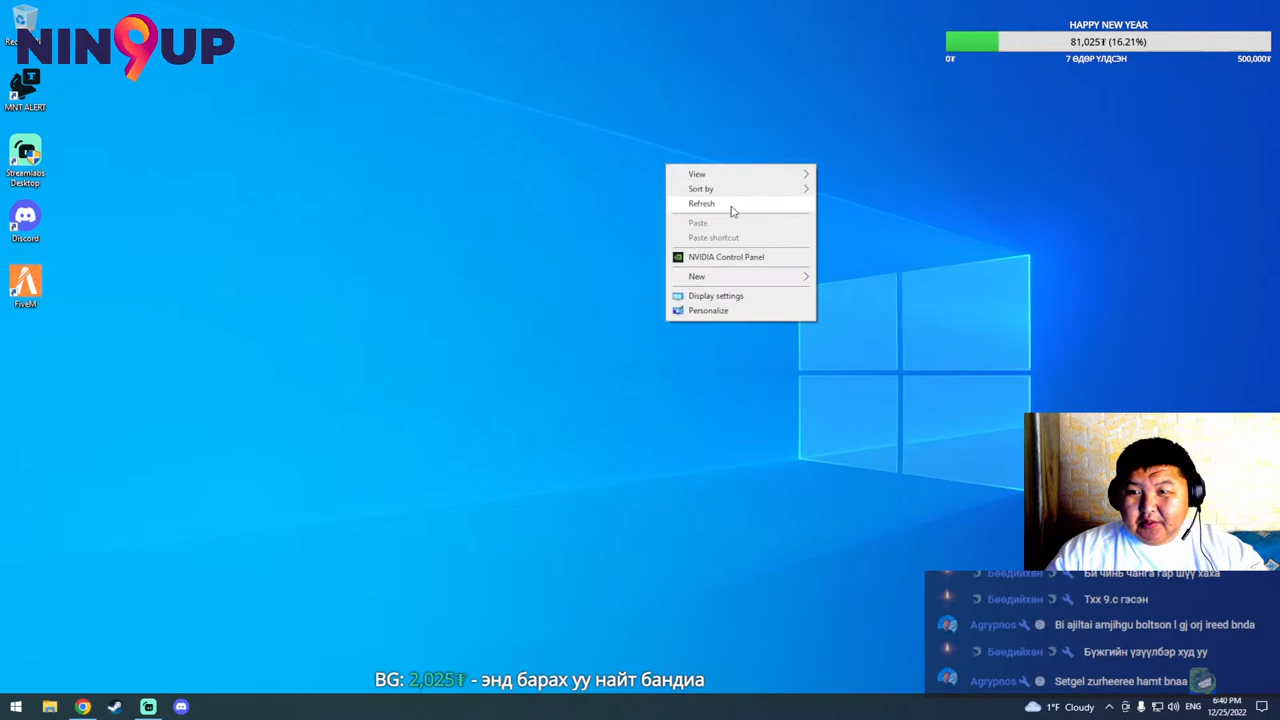 NIN9UP
HAPPY NEW YEAR
81,025₮ (16.21%)
0₮ 7 ӨДӨР ҮЛДСЭН 500,000₮
MNT ALERT
Streamlabs
Desktop
Discord
FiveM
View
Sort by
Refresh
Paste
Paste shortcut
NVIDIA Control Panel
New
Display settings
Personalize
Бөөдийхөн Би чинь чанга гар шүү хаха
Бөөдийхөн Тхх 9.с гэсэн
Agrypnos Bi ajiltai amjihgu boltson l gj orj ireed bnda
Бөөдийхөн Бүжгийн үзүүлбэр худ уу
Agrypnos Setgel zurheeree hamt bnaa
BG: 2,025₮ - энд барах уу найт бандиа
1°F Cloudy ENG 6:40 PM
12/25/2022